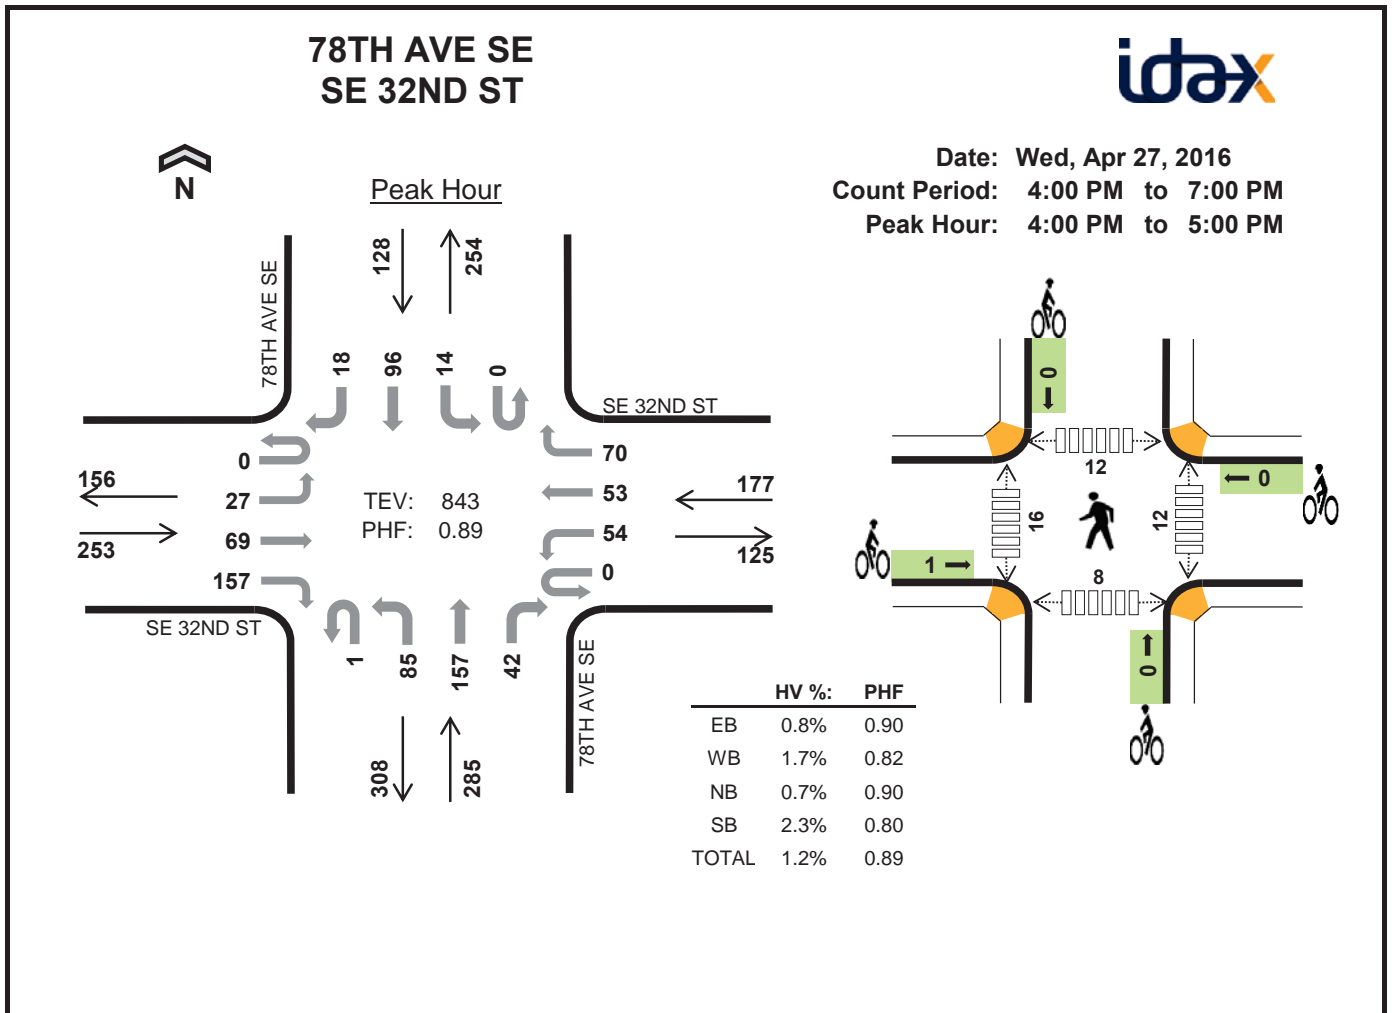 78TH AVE SE
SE 32ND ST
idax
N
Peak Hour
Date: Wed, Apr 27, 2016
Count Period: 4:00 PM to 7:00 PM
Peak Hour: 4:00 PM to 5:00 PM
128
254
78TH AVE SE
18
96
14
0
SE 32ND ST
0
27
69
157
156
253
TEV: 843
PHF: 0.89
70
53
54
0
177
125
SE 32ND ST
1
85
157
42
78TH AVE SE
308
285
0
12
0
16
12
1
8
0
HV %: PHF
EB 0.8% 0.90
WB 1.7% 0.82
NB 0.7% 0.90
SB 2.3% 0.80
TOTAL 1.2% 0.89